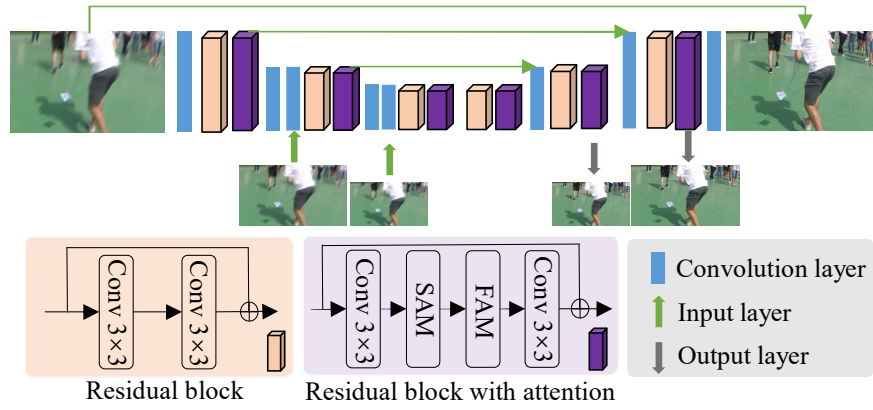 Conv 3×3
Conv 3×3
Residual block
Conv 3×3
SAM
FAM
Conv 3×3
Residual block with attention
Convolution layer
Input layer
Output layer